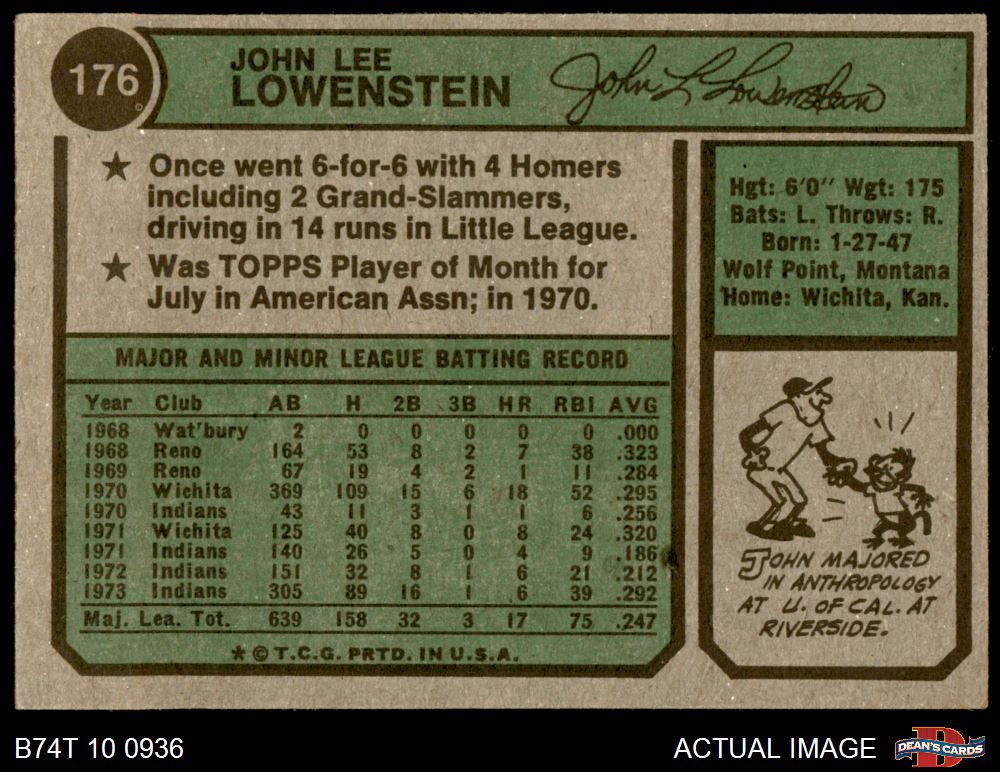 176
JOHN LEE
LOWENSTEIN
John L Lowenstein
★ Once went 6-for-6 with 4 Homers
including 2 Grand-Slammers,
driving in 14 runs in Little League.
★ Was TOPPS Player of Month for
July in American Assn; in 1970.
Hgt: 6'0" Wgt: 175
Bats: L. Throws: R.
Born: 1-27-47
Wolf Point, Montana
Home: Wichita, Kan.
MAJOR AND MINOR LEAGUE BATTING RECORD
Year Club AB H 2B 3B HR RBI AVG
1968 Wat'bury 2 0 0 0 0 0 .000
1968 Reno 164 53 8 2 7 38 .323
1969 Reno 67 19 4 2 1 11 .284
1970 Wichita 369 109 15 6 18 52 .295
1970 Indians 43 11 3 1 1 6 .256
1971 Wichita 125 40 8 0 8 24 .320
1971 Indians 140 26 5 0 4 9 .186
1972 Indians 151 32 8 1 6 21 .212
1973 Indians 305 89 16 1 6 39 .292
Maj. Lea. Tot. 639 158 32 3 17 75 .247
* © T.C.G. PRTD. IN U.S.A.
JOHN MAJORED
IN ANTHROPOLOGY
AT U. OF CAL. AT
RIVERSIDE.
B74T 10 0936
ACTUAL IMAGE
D
DEAN'S CARDS